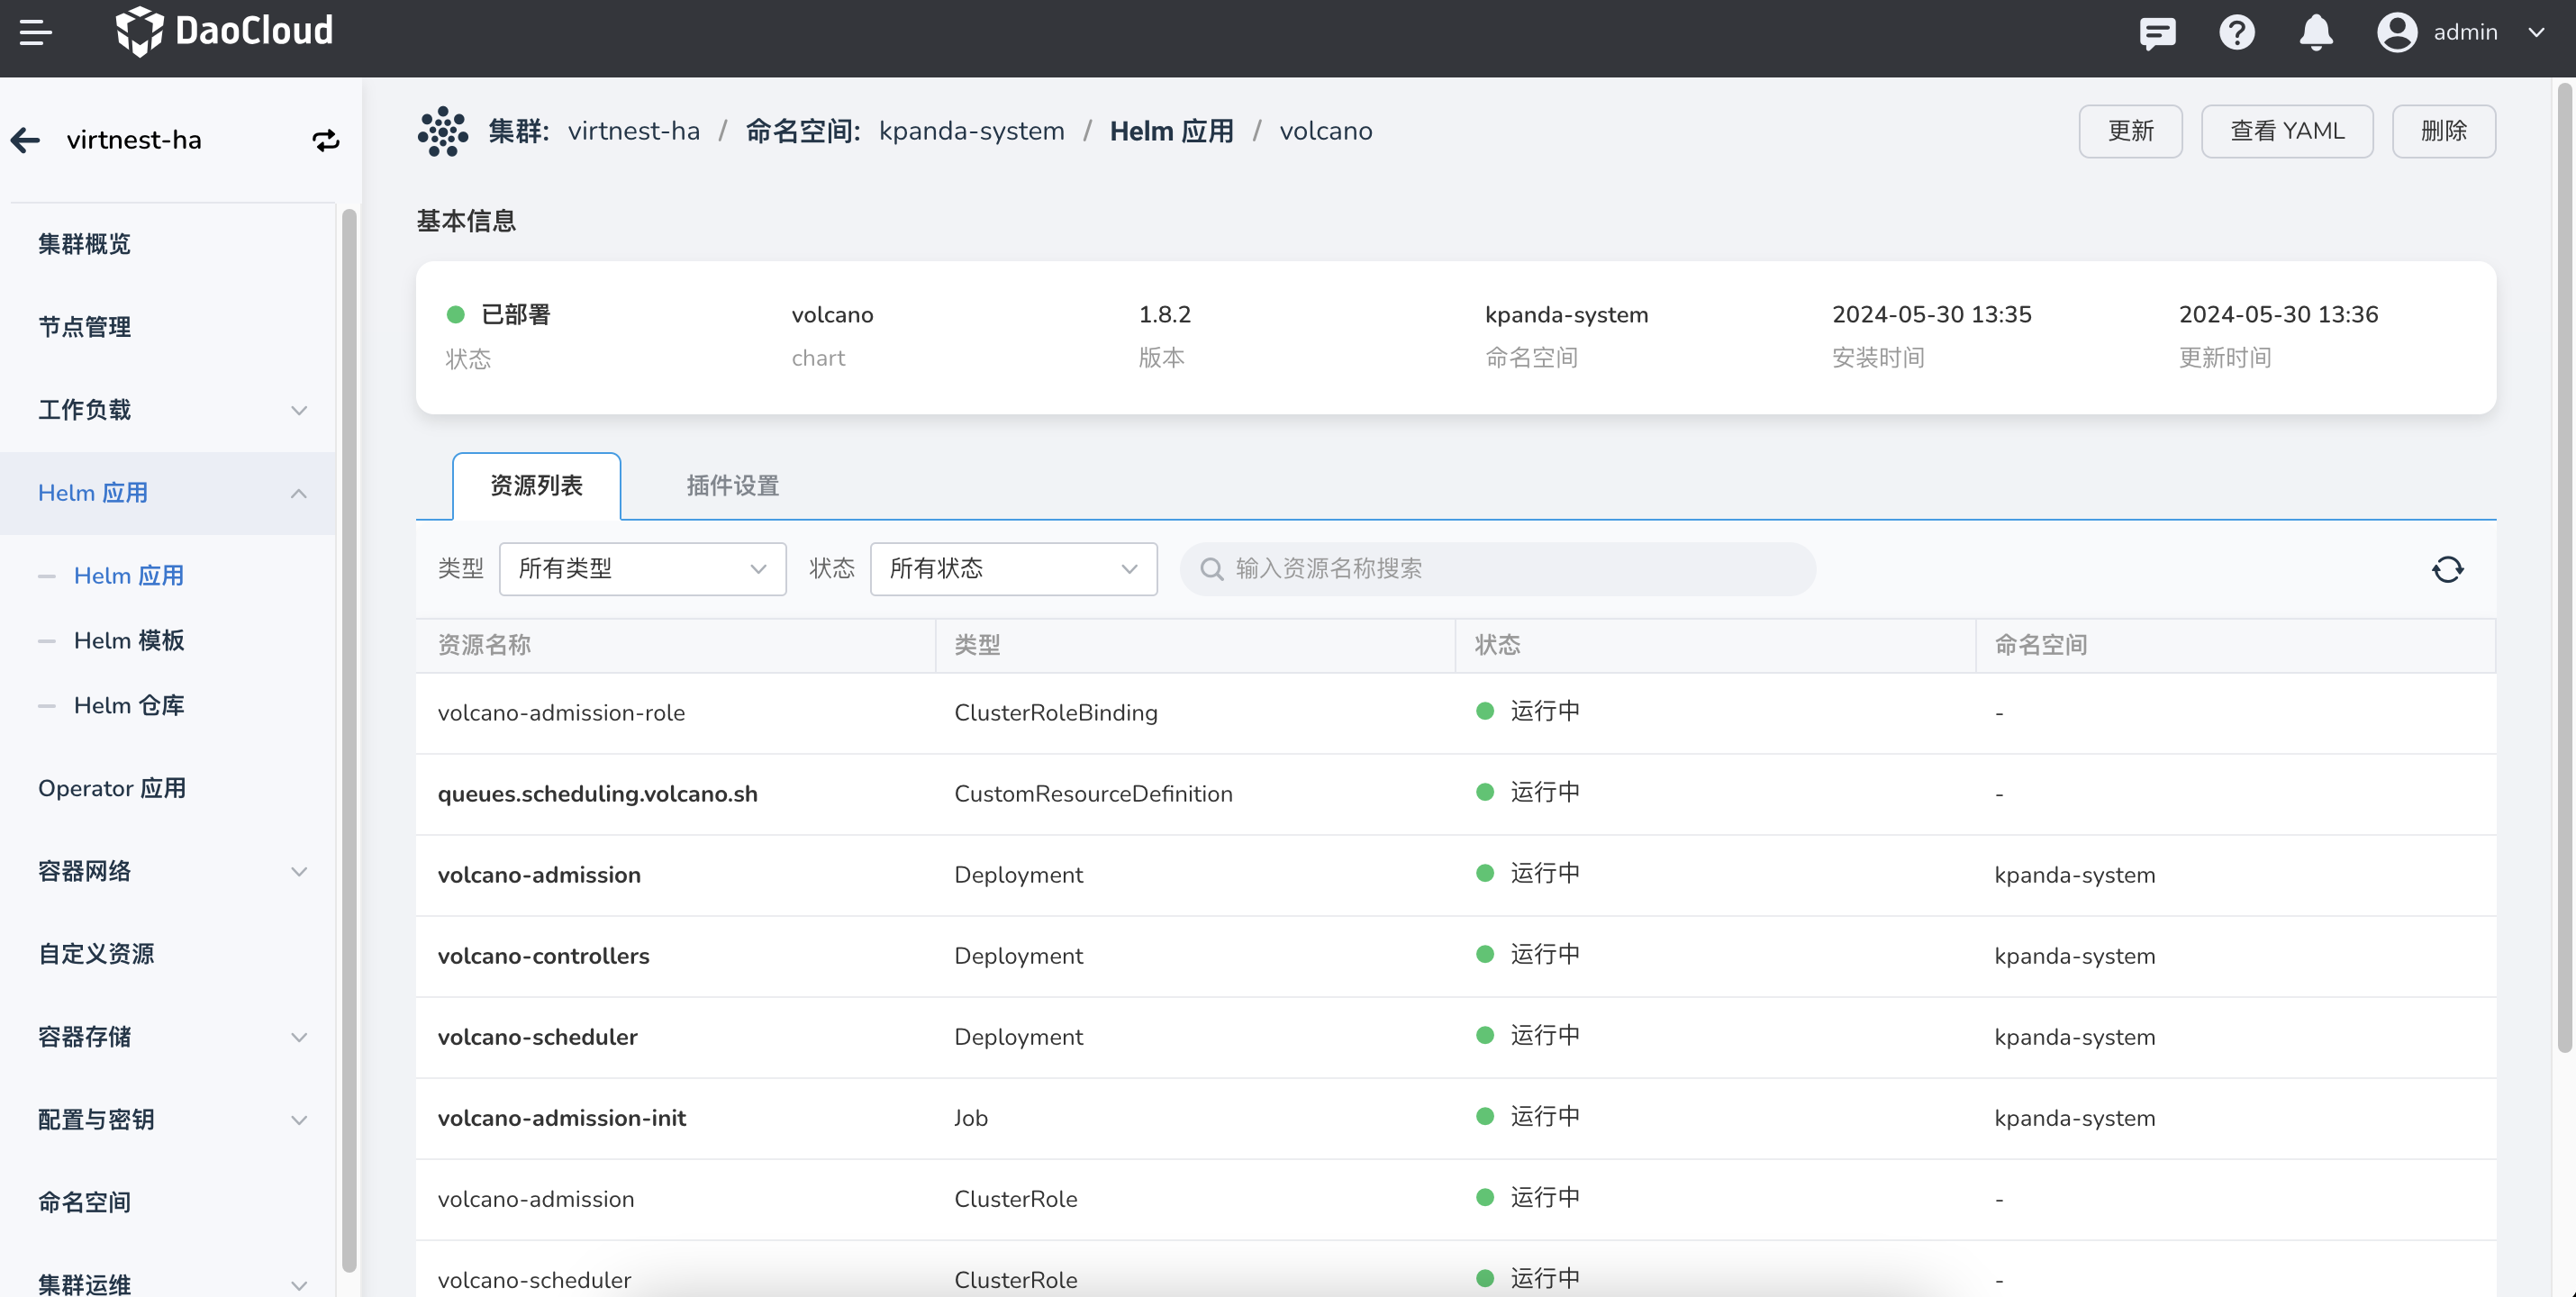 DaoCloud
admin
virtnest-ha
集群: virtnest-ha / 命名空间: kpanda-system / Helm 应用 / volcano
更新
查看 YAML
删除
集群概览
节点管理
工作负载
Helm 应用
Helm 应用
Helm 模板
Helm 仓库
Operator 应用
容器网络
自定义资源
容器存储
配置与密钥
命名空间
集群运维
基本信息
已部署 volcano 1.8.2 kpanda-system 2024-05-30 13:35 2024-05-30 13:36
状态 chart 版本 命名空间 安装时间 更新时间
资源列表 插件设置
类型 所有类型 状态 所有状态 输入资源名称搜索
资源名称 类型 状态 命名空间
volcano-admission-role ClusterRoleBinding 运行中 -
queues.scheduling.volcano.sh CustomResourceDefinition 运行中 -
volcano-admission Deployment 运行中 kpanda-system
volcano-controllers Deployment 运行中 kpanda-system
volcano-scheduler Deployment 运行中 kpanda-system
volcano-admission-init Job 运行中 kpanda-system
volcano-admission ClusterRole 运行中 -
volcano-scheduler ClusterRole 运行中 -